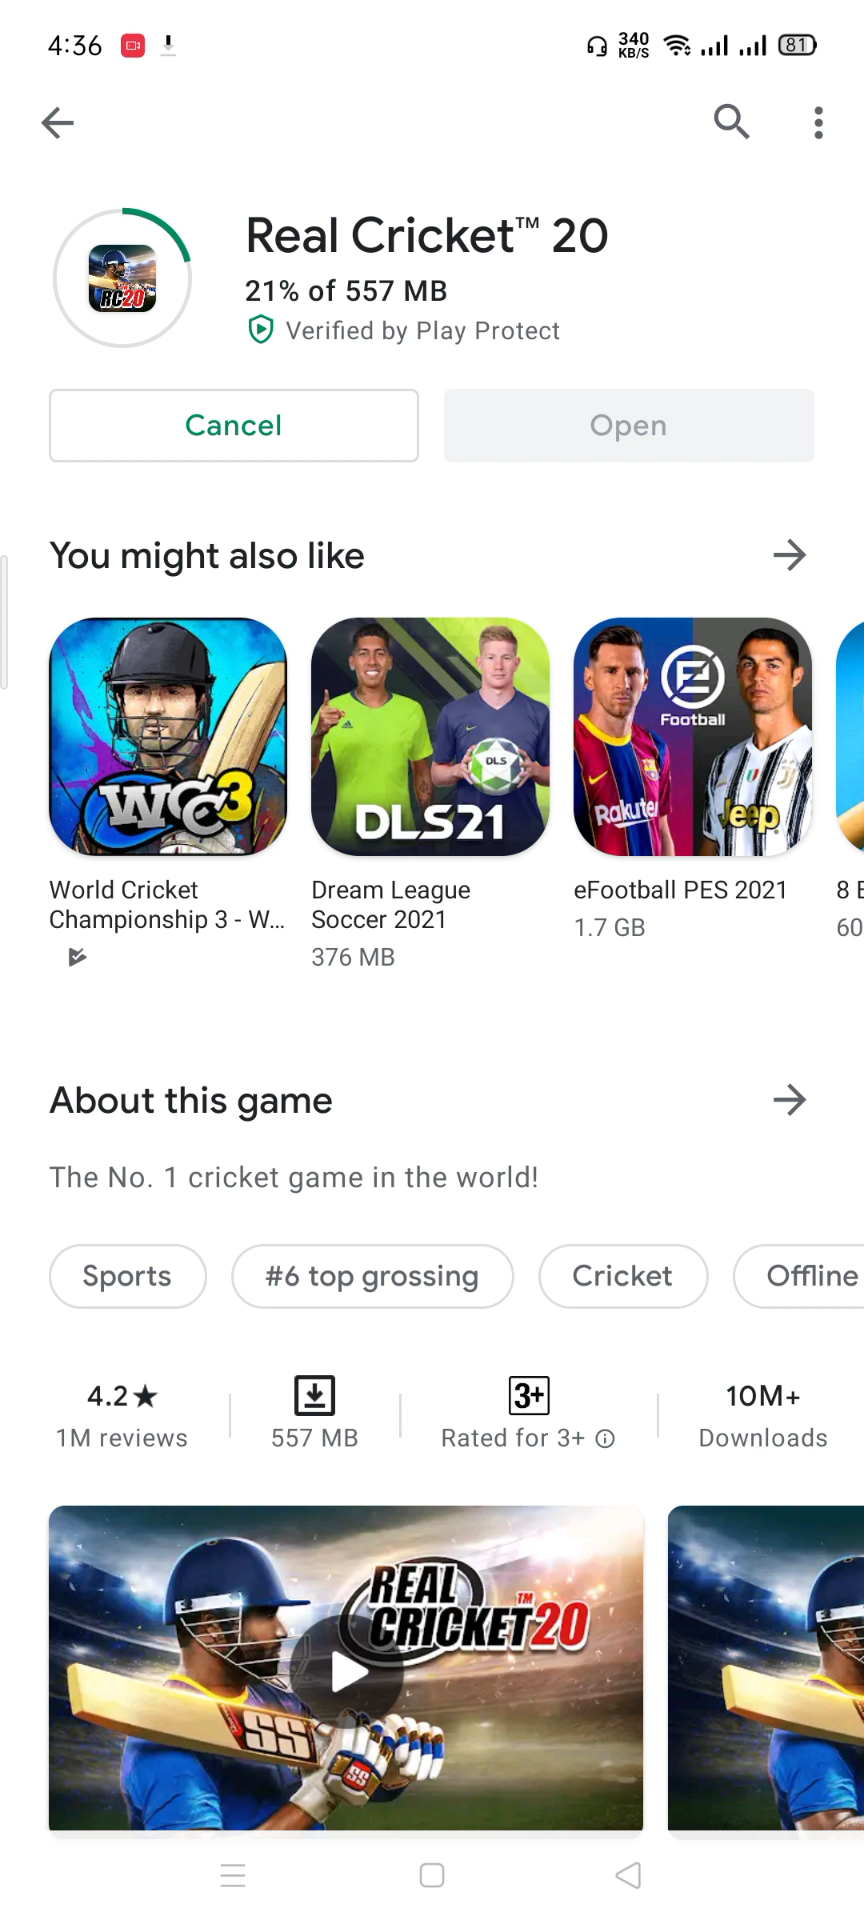 4:36
340
KB/S
81
Real Cricket™ 20
21% of 557 MB
Verified by Play Protect
RC20
Cancel
Open
You might also like
WCC3
DLS
DLS21
Football
Rakuten
Jeep
World Cricket
Championship 3 - W...
Dream League
Soccer 2021
376 MB
eFootball PES 2021
1.7 GB
8 B
60
About this game
The No. 1 cricket game in the world!
Sports
#6 top grossing
Cricket
Offline
4.2★
1M reviews
557 MB
3+
Rated for 3+
10M+
Downloads
REAL
CRICKET™20
SS
SS